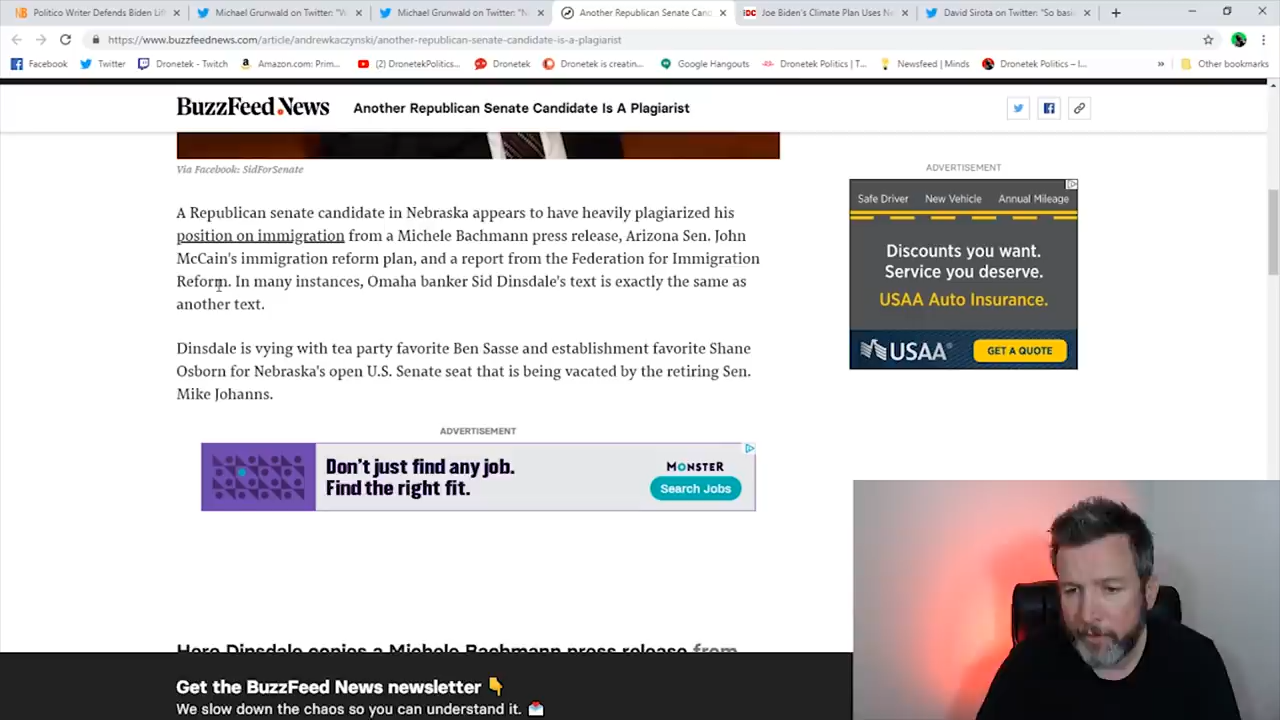 Politico Writer Defends Biden Lif
Michael Grunwald on Twitter: "W
Michael Grunwald on Twitter: "N
Another Republican Senate Canc
Joe Biden's Climate Plan Uses Ne
David Sirota on Twitter: "So basi
https://www.buzzfeednews.com/article/andrewkaczynski/another-republican-senate-candidate-is-a-plagiarist
Facebook
Twitter
Dronetek - Twitch
Amazon.com: Prim...
(2) DronetekPolitics...
Dronetek
Dronetek is creatin...
Google Hangouts
Dronetek Politics | T...
Newsfeed | Minds
Dronetek Politics – I...
»
Other bookmarks
BuzzFeed.News
Another Republican Senate Candidate Is A Plagiarist
Via Facebook: SidForSenate
A Republican senate candidate in Nebraska appears to have heavily plagiarized his
position on immigration from a Michele Bachmann press release, Arizona Sen. John
McCain's immigration reform plan, and a report from the Federation for Immigration
Reform. In many instances, Omaha banker Sid Dinsdale's text is exactly the same as
another text.
Dinsdale is vying with tea party favorite Ben Sasse and establishment favorite Shane
Osborn for Nebraska's open U.S. Senate seat that is being vacated by the retiring Sen.
Mike Johanns.
ADVERTISEMENT
Don't just find any job.
Find the right fit.
MONSTER
Search Jobs
ADVERTISEMENT
Safe Driver New Vehicle Annual Mileage
Discounts you want.
Service you deserve.
USAA Auto Insurance.
USAA
GET A QUOTE
Here Dinsdale copies a Michele Bachmann press release from
Get the BuzzFeed News newsletter 👇
We slow down the chaos so you can understand it. 📩